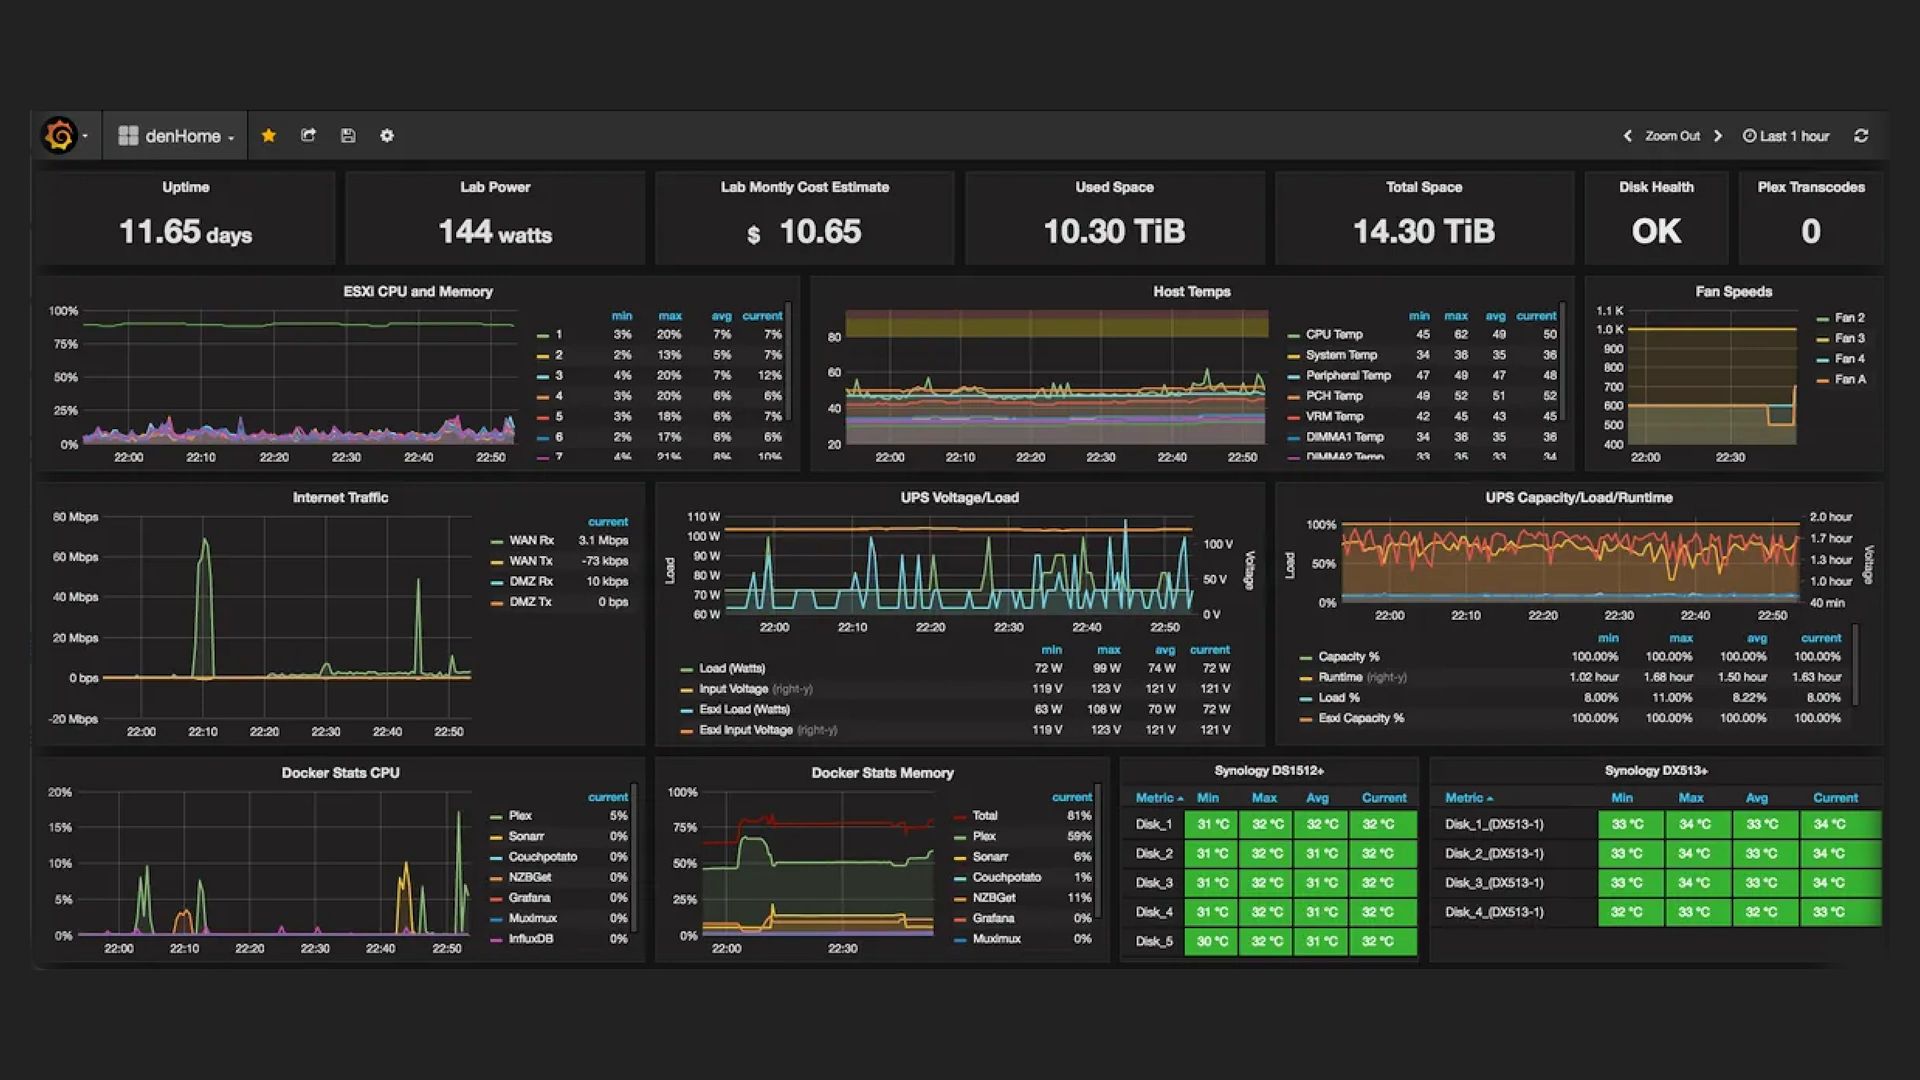 denHome
Zoom Out
Last 1 hour
Uptime
11.65 days
Lab Power
144 watts
Lab Montly Cost Estimate
$ 10.65
Used Space
10.30 TiB
Total Space
14.30 TiB
Disk Health
OK
Plex Transcodes
0
ESXi CPU and Memory
100%
75%
50%
25%
0%
22:00 22:10 22:20 22:30 22:40 22:50
min max avg current
1 3% 20% 7% 7%
2 2% 13% 5% 7%
3 4% 20% 7% 12%
4 3% 20% 6% 6%
5 3% 18% 6% 7%
6 2% 17% 6% 6%
7 4% 21% 8% 10%
Host Temps
80
60
40
20
22:00 22:10 22:20 22:30 22:40 22:50
min max avg current
CPU Temp 45 62 49 50
System Temp 34 36 35 36
Peripheral Temp 47 49 47 48
PCH Temp 49 52 51 52
VRM Temp 42 45 43 45
DIMMA1 Temp 34 36 35 36
DIMMA2 Temp 33 35 33 34
Fan Speeds
1.1 K
1.0 K
900
800
700
600
500
400
22:00 22:30
Fan 2
Fan 3
Fan 4
Fan A
Internet Traffic
80 Mbps
60 Mbps
40 Mbps
20 Mbps
0 bps
-20 Mbps
22:00 22:10 22:20 22:30 22:40 22:50
current
WAN Rx 3.1 Mbps
WAN Tx -73 kbps
DMZ Rx 10 kbps
DMZ Tx 0 bps
UPS Voltage/Load
Load
110 W
100 W
90 W
80 W
70 W
60 W
100 V
50 V
0 V
Voltage
22:00 22:10 22:20 22:30 22:40 22:50
min max avg current
Load (Watts) 72 W 99 W 74 W 72 W
Input Voltage (right-y) 119 V 123 V 121 V 121 V
Esxi Load (Watts) 63 W 108 W 70 W 72 W
Esxi Input Voltage (right-y) 119 V 123 V 121 V 121 V
UPS Capacity/Load/Runtime
Load
100%
50%
0%
2.0 hour
1.7 hour
1.3 hour
1.0 hour
40 min
Voltage
22:00 22:10 22:20 22:30 22:40 22:50
min max avg current
Capacity % 100.00% 100.00% 100.00% 100.00%
Runtime (right-y) 1.02 hour 1.68 hour 1.50 hour 1.63 hour
Load % 8.00% 11.00% 8.22% 8.00%
Esxi Capacity % 100.00% 100.00% 100.00% 100.00%
Docker Stats CPU
20%
15%
10%
5%
0%
22:00 22:10 22:20 22:30 22:40 22:50
current
Plex 5%
Sonarr 0%
Couchpotato 0%
NZBGet 0%
Grafana 0%
Muximux 0%
InfluxDB 0%
Docker Stats Memory
100%
75%
50%
25%
0%
22:00 22:30
current
Total 81%
Plex 59%
Sonarr 6%
Couchpotato 1%
NZBGet 11%
Grafana 0%
Muximux 0%
Synology DS1512+
Metric Min Max Avg Current
Disk_1 31 °C 32 °C 32 °C 32 °C
Disk_2 31 °C 32 °C 31 °C 32 °C
Disk_3 31 °C 32 °C 31 °C 32 °C
Disk_4 31 °C 32 °C 31 °C 32 °C
Disk_5 30 °C 32 °C 31 °C 32 °C
Synology DX513+
Metric Min Max Avg Current
Disk_1_(DX513-1) 33 °C 34 °C 33 °C 34 °C
Disk_2_(DX513-1) 33 °C 34 °C 33 °C 34 °C
Disk_3_(DX513-1) 33 °C 34 °C 33 °C 34 °C
Disk_4_(DX513-1) 32 °C 33 °C 32 °C 33 °C